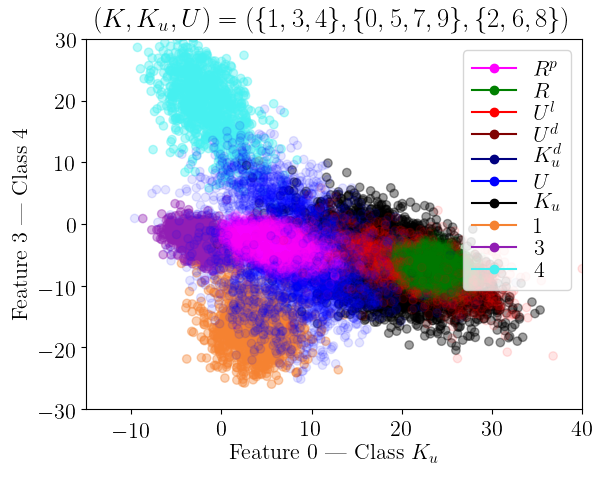 (K, K_u, U) = ({1, 3, 4}, {0, 5, 7, 9}, {2, 6, 8})
30
20
10
0
−10
−20
−30
Feature 3 — Class 4
R^p
R
U^l
U^d
K_u^d
U
K_u
1
3
4
−10
0
10
20
30
40
Feature 0 — Class K_u